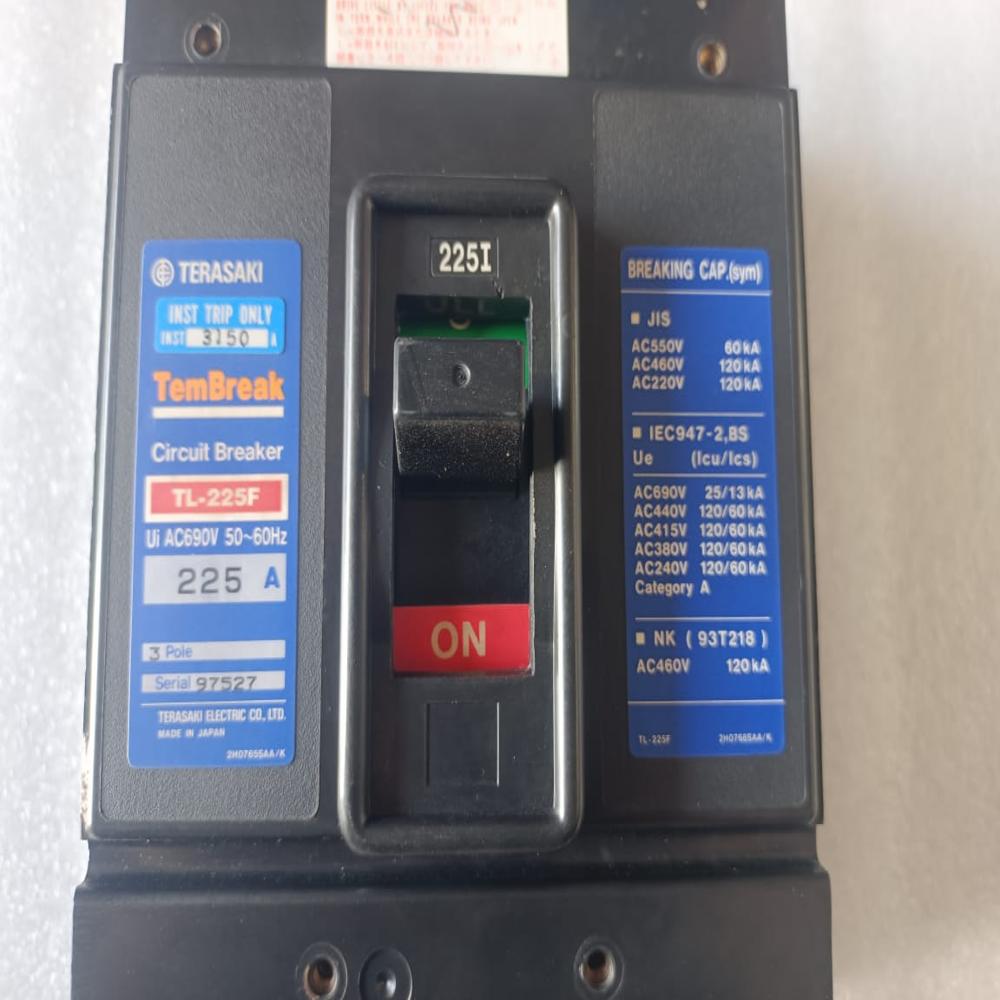 TERASAKI
INST TRIP ONLY
INST 3150 A
TemBreak
Circuit Breaker
TL-225F
Ui AC690V 50~60Hz
225 A
3 Pole
Serial 97527
TERASAKI ELECTRIC CO., LTD.
MADE IN JAPAN
2H07655AA/K
225I
ON
BREAKING CAP.(sym)
■ JIS
AC550V 60kA
AC460V 120kA
AC220V 120kA
■ IEC947-2,BS
Ue (Icu/Ics)
AC690V 25/13kA
AC440V 120/60kA
AC415V 120/60kA
AC380V 120/60kA
AC240V 120/60kA
Category A
■ NK ( 93T218 )
AC460V 120kA
TL-225F 2H07665AA/K